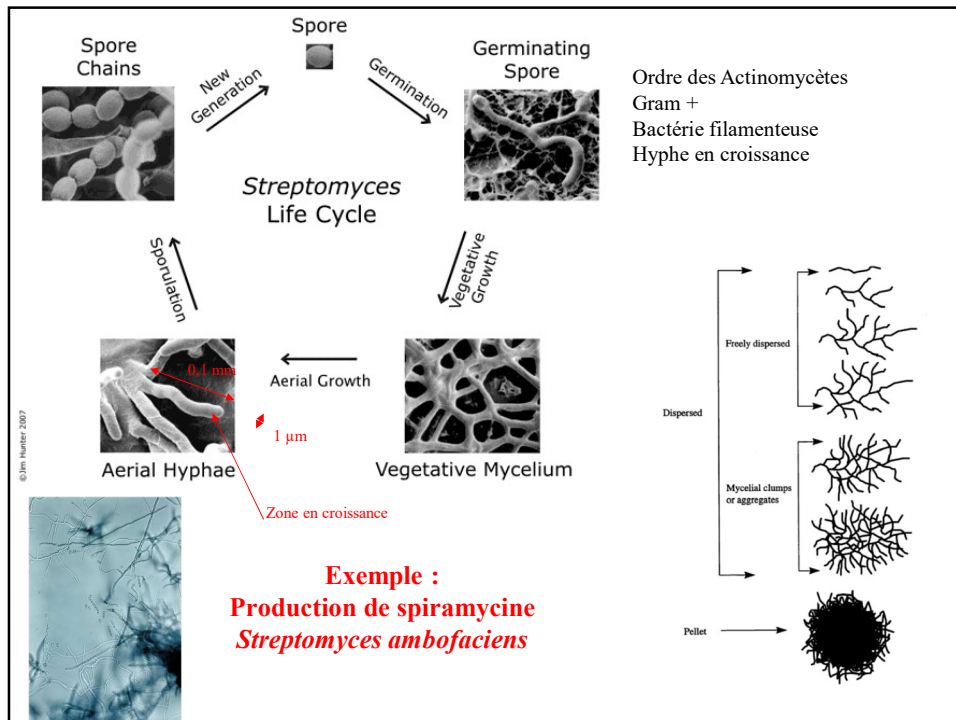 Spore
Spore
Chains
Germinating
Spore
New
Generation
Germination
Ordre des Actinomycètes
Gram +
Bactérie filamenteuse
Hyphe en croissance
Streptomyces
Life Cycle
Sporulation
Vegetative
Growth
Freely dispersed
0,1 mm
Aerial Growth
Dispersed
1 µm
©Jim Hunter 2007
Aerial Hyphae
Vegetative Mycelium
Mycelial clumps
or aggregates
Zone en croissance
Exemple :
Production de spiramycine
Streptomyces ambofaciens
Pellet